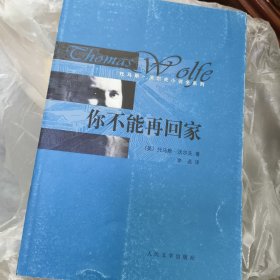 Thomas Wolfe
托马斯·沃尔夫小说系列
你不能再回家
(美) 托马斯·沃尔夫 著
译
人民文学出版社